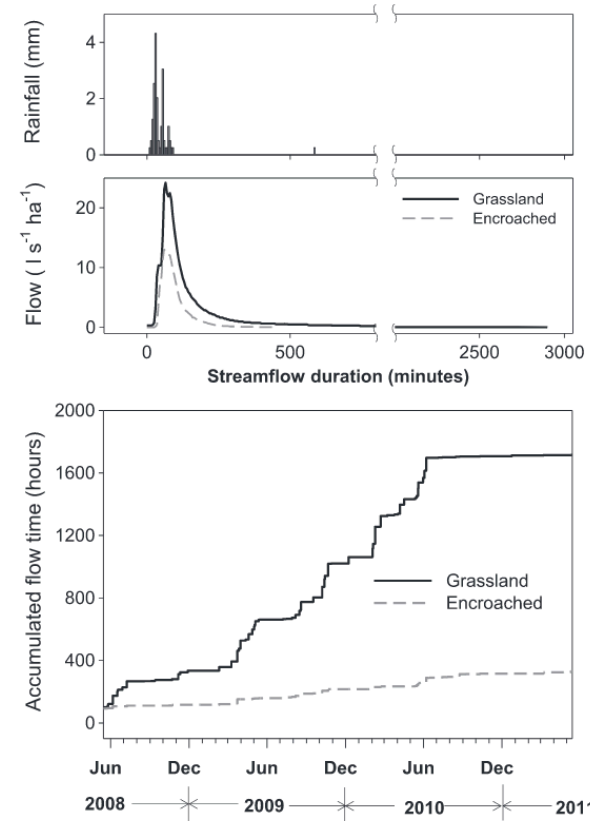 Rainfall (mm)
4
2
0
Flow ( l s⁻¹ ha⁻¹)
20
10
0
Grassland
Encroached
0 500 2500 3000
Streamflow duration (minutes)
Accumulated flow time (hours)
2000
1600
1200
800
400
0
Grassland
Encroached
Jun Dec Jun Dec Jun Dec
2008 2009 2010 2011